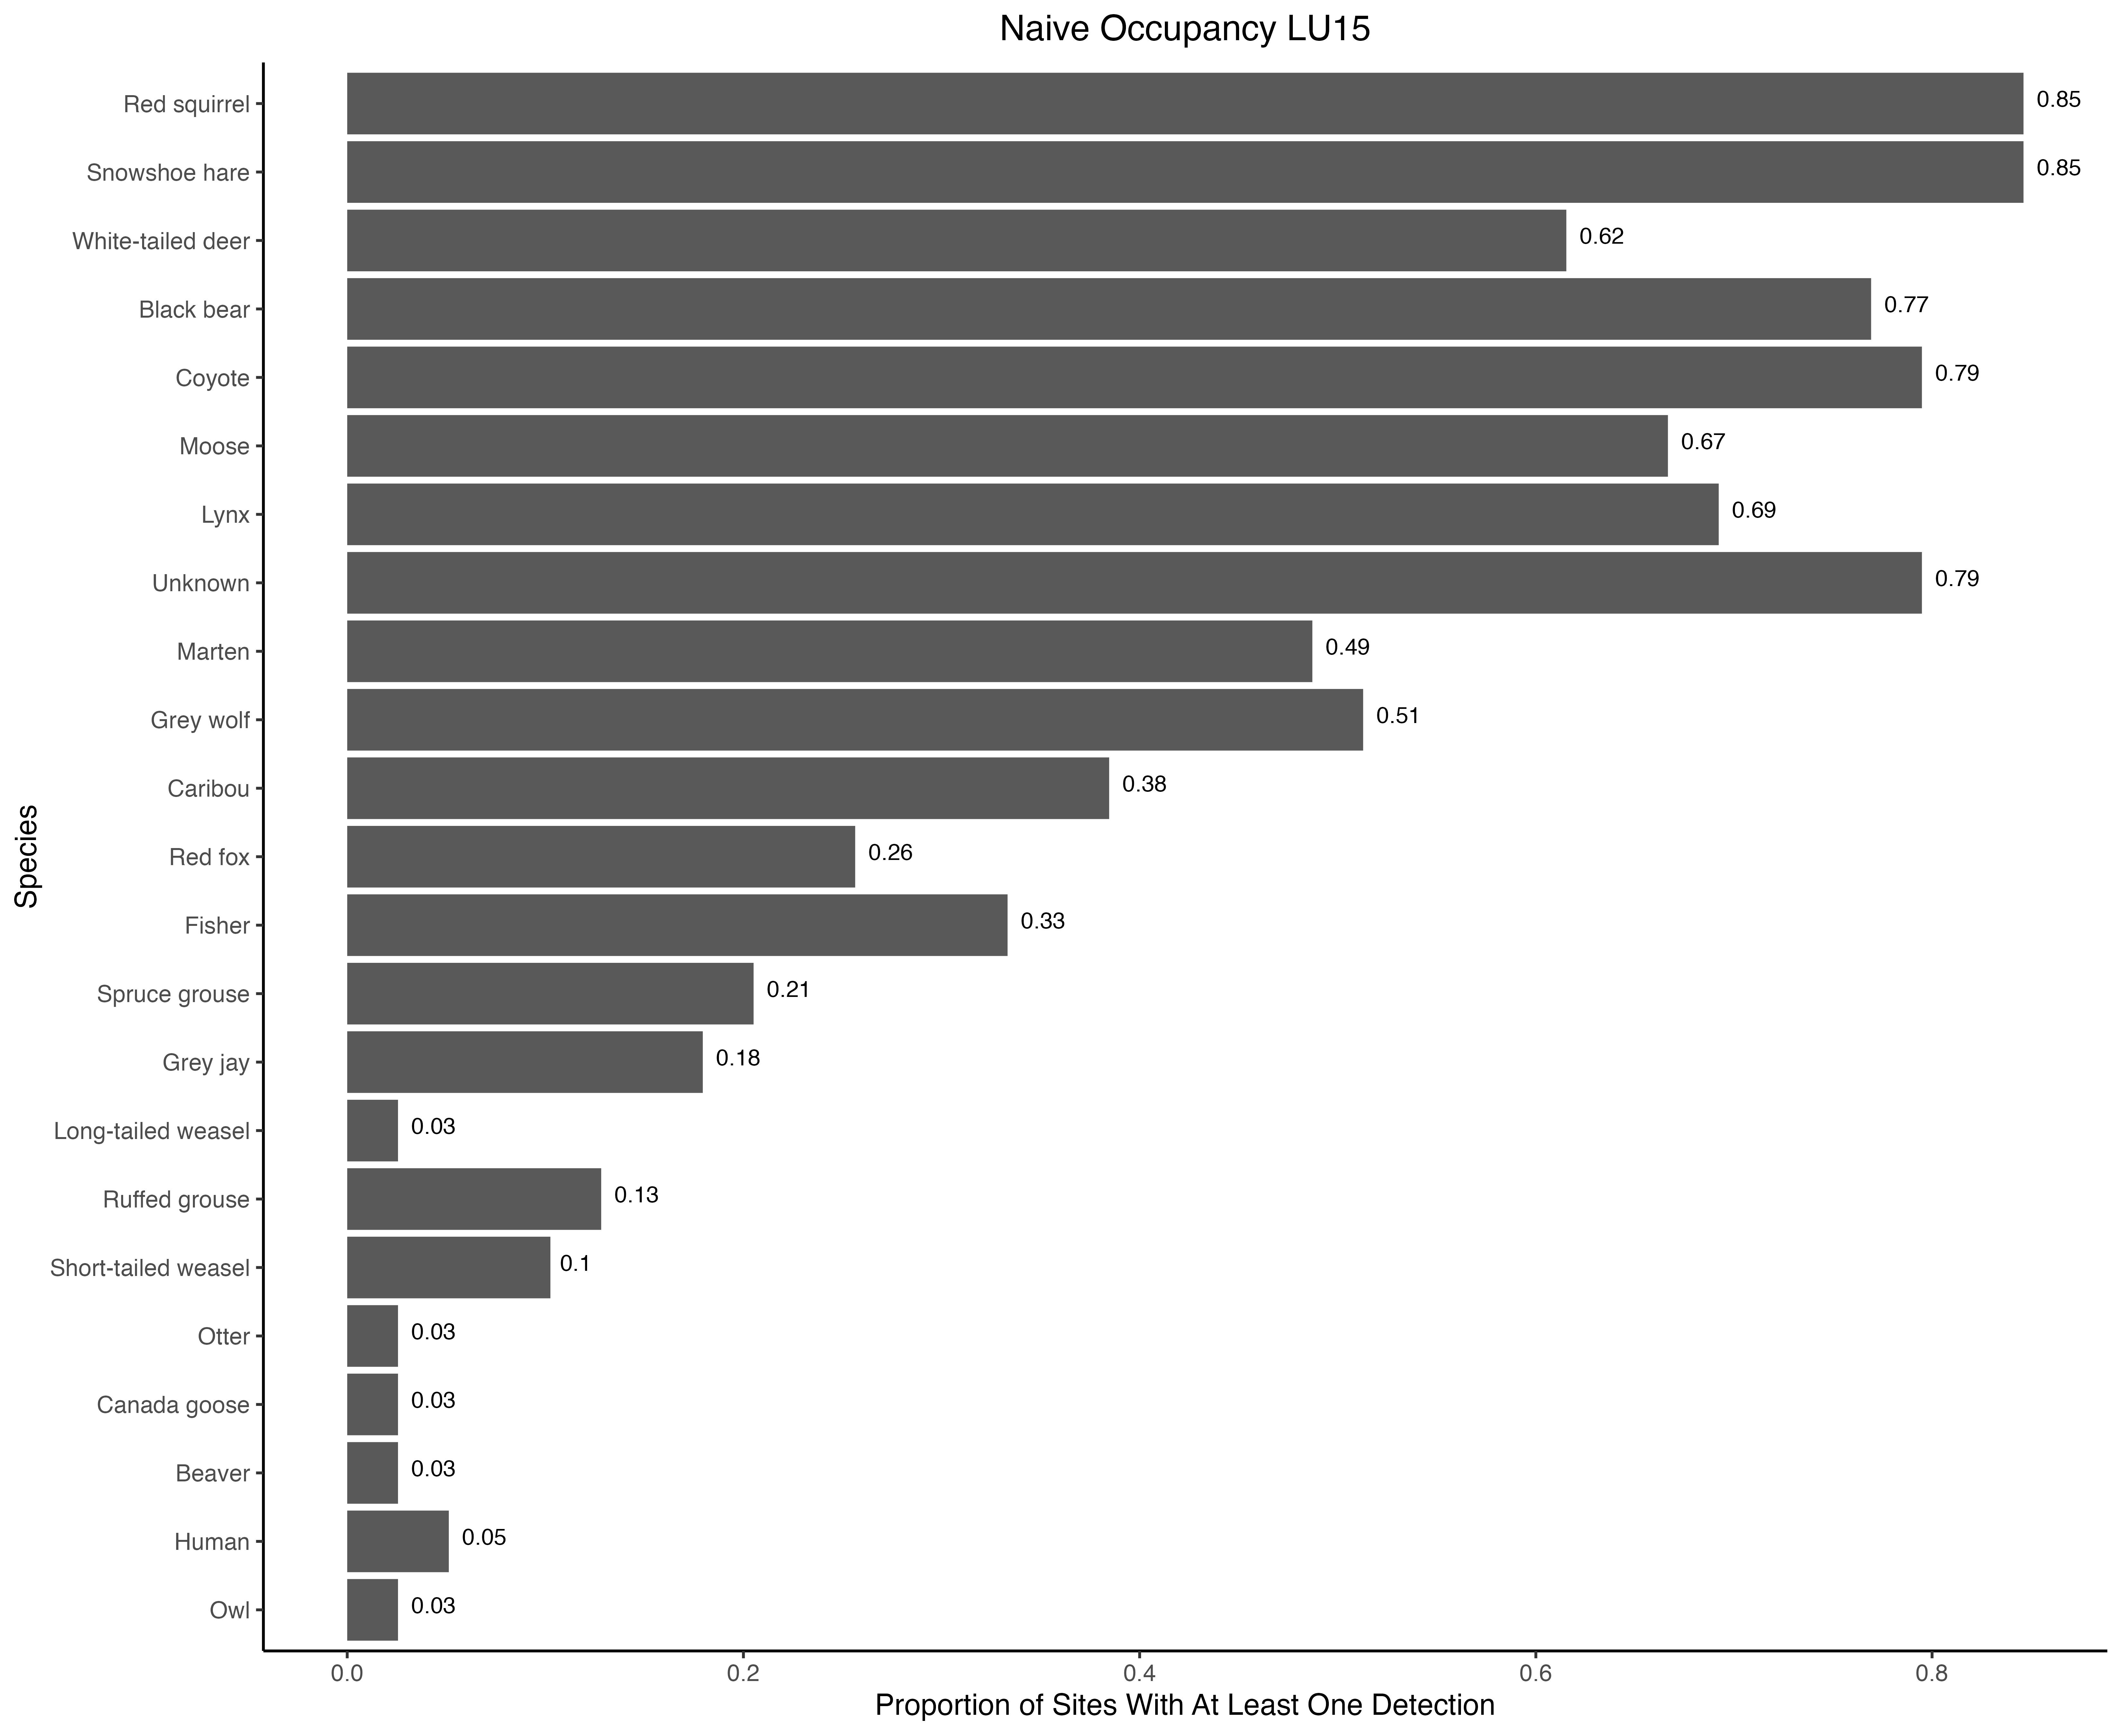 Naive Occupancy LU15
Red squirrel 0.85
Snowshoe hare 0.85
White-tailed deer 0.62
Black bear 0.77
Coyote 0.79
Moose 0.67
Lynx 0.69
Unknown 0.79
Marten 0.49
Grey wolf 0.51
Caribou 0.38
Red fox 0.26
Fisher 0.33
Spruce grouse 0.21
Grey jay 0.18
Long-tailed weasel 0.03
Ruffed grouse 0.13
Short-tailed weasel 0.1
Otter 0.03
Canada goose 0.03
Beaver 0.03
Human 0.05
Owl 0.03
Species
0.0 0.2 0.4 0.6 0.8
Proportion of Sites With At Least One Detection